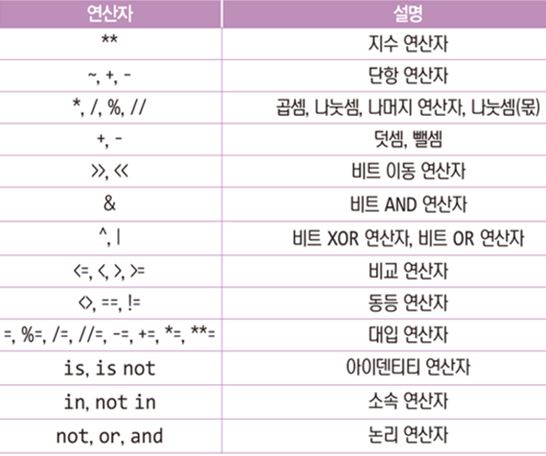 연산자 설명
** 지수 연산자
~, +, - 단항 연산자
*, /, %, // 곱셈, 나눗셈, 나머지 연산자, 나눗셈(몫)
+, - 덧셈, 뺄셈
>>, << 비트 이동 연산자
& 비트 AND 연산자
^, | 비트 XOR 연산자, 비트 OR 연산자
<=, <, >, >= 비교 연산자
<>, ==, != 동등 연산자
=, %=, /=, //=, -=, +=, *=, **= 대입 연산자
is, is not 아이덴티티 연산자
in, not in 소속 연산자
not, or, and 논리 연산자